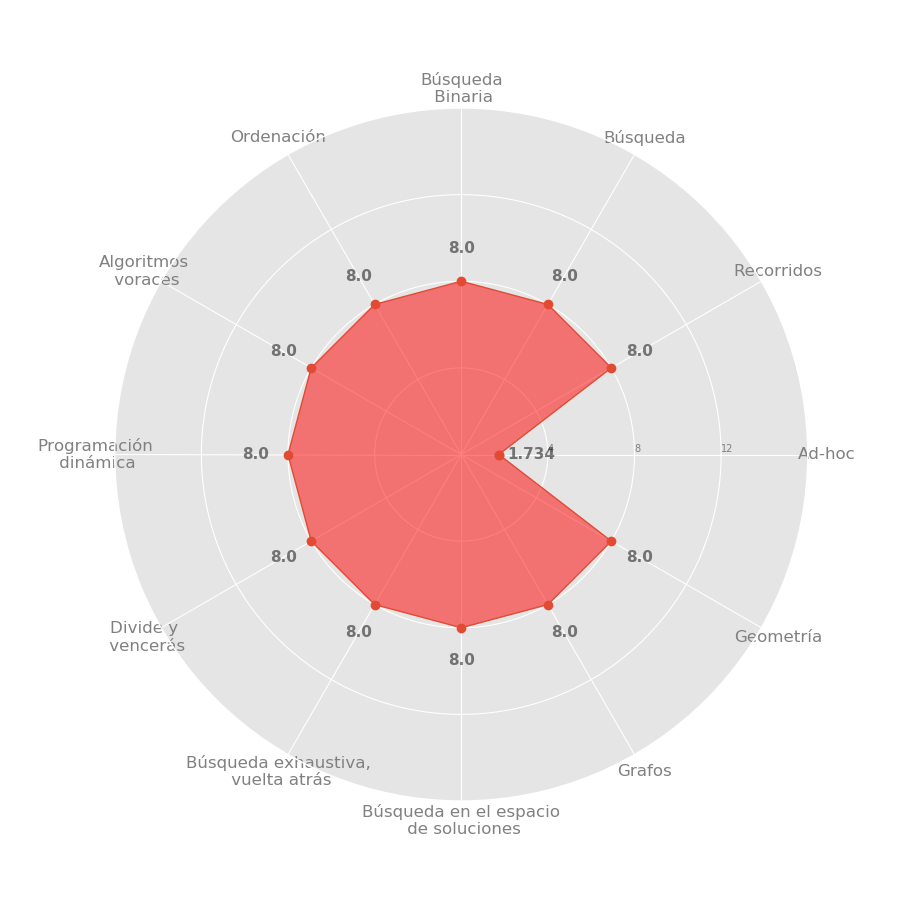 Búsqueda
Binaria
Ordenación
Búsqueda
8.0
Algoritmos
voraces
8.0
8.0
Recorridos
8.0
8.0
Programación
dinámica
8.0
1.734
4
8
12
Ad-hoc
8.0
8.0
Divide y
vencerás
8.0
8.0
Geometría
8.0
Búsqueda exhaustiva,
vuelta atrás
Grafos
Búsqueda en el espacio
de soluciones